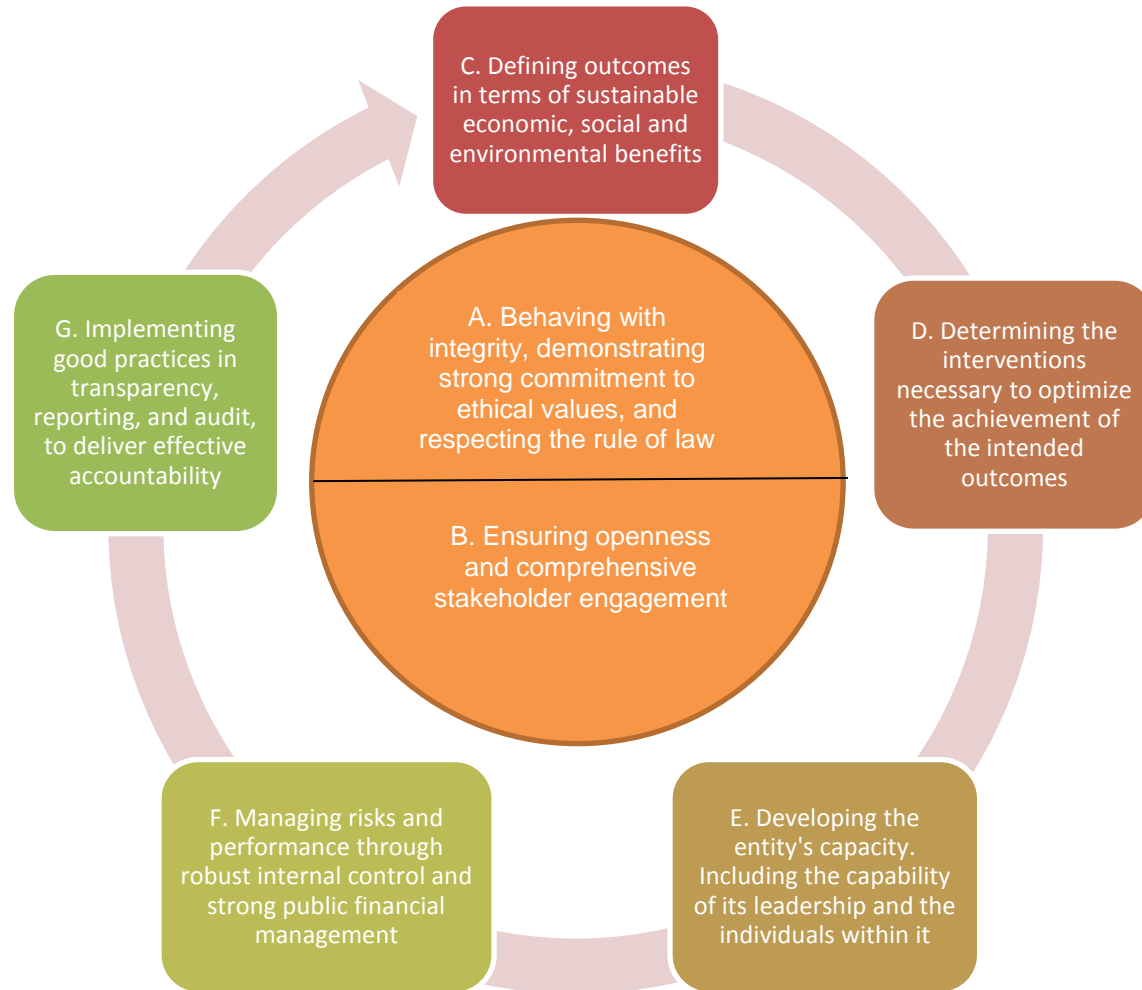 C. Defining outcomes
in terms of sustainable
economic, social and
environmental benefits
A. Behaving with
integrity, demonstrating
strong commitment to
ethical values, and
respecting the rule of law
B. Ensuring openness
and comprehensive
stakeholder engagement
D. Determining the
interventions
necessary to optimize
the achievement of
the intended
outcomes
E. Developing the
entity's capacity.
Including the capability
of its leadership and the
individuals within it
F. Managing risks and
performance through
robust internal control and
strong public financial
management
G. Implementing
good practices in
transparency,
reporting, and audit,
to deliver effective
accountability